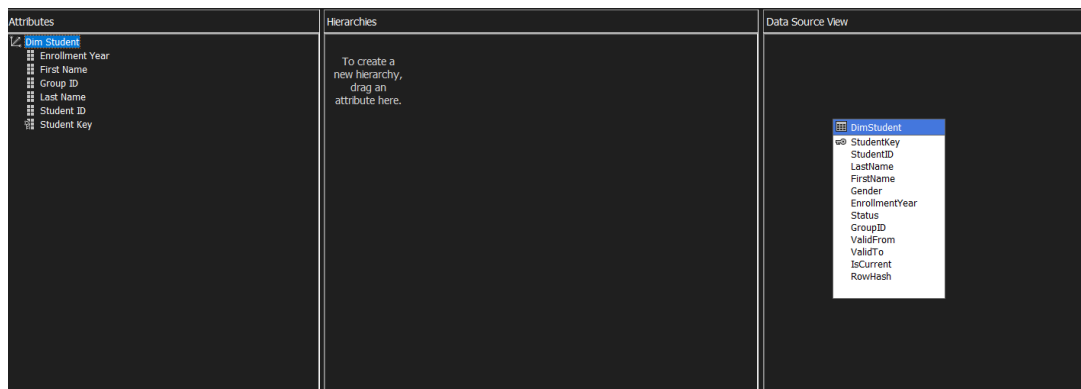 Attributes
Dim Student
Enrollment Year
First Name
Group ID
Last Name
Student ID
Student Key
Hierarchies
To create a
new hierarchy,
drag an
attribute here.
Data Source View
DimStudent
StudentKey
StudentID
LastName
FirstName
Gender
EnrollmentYear
Status
GroupID
ValidFrom
ValidTo
IsCurrent
RowHash